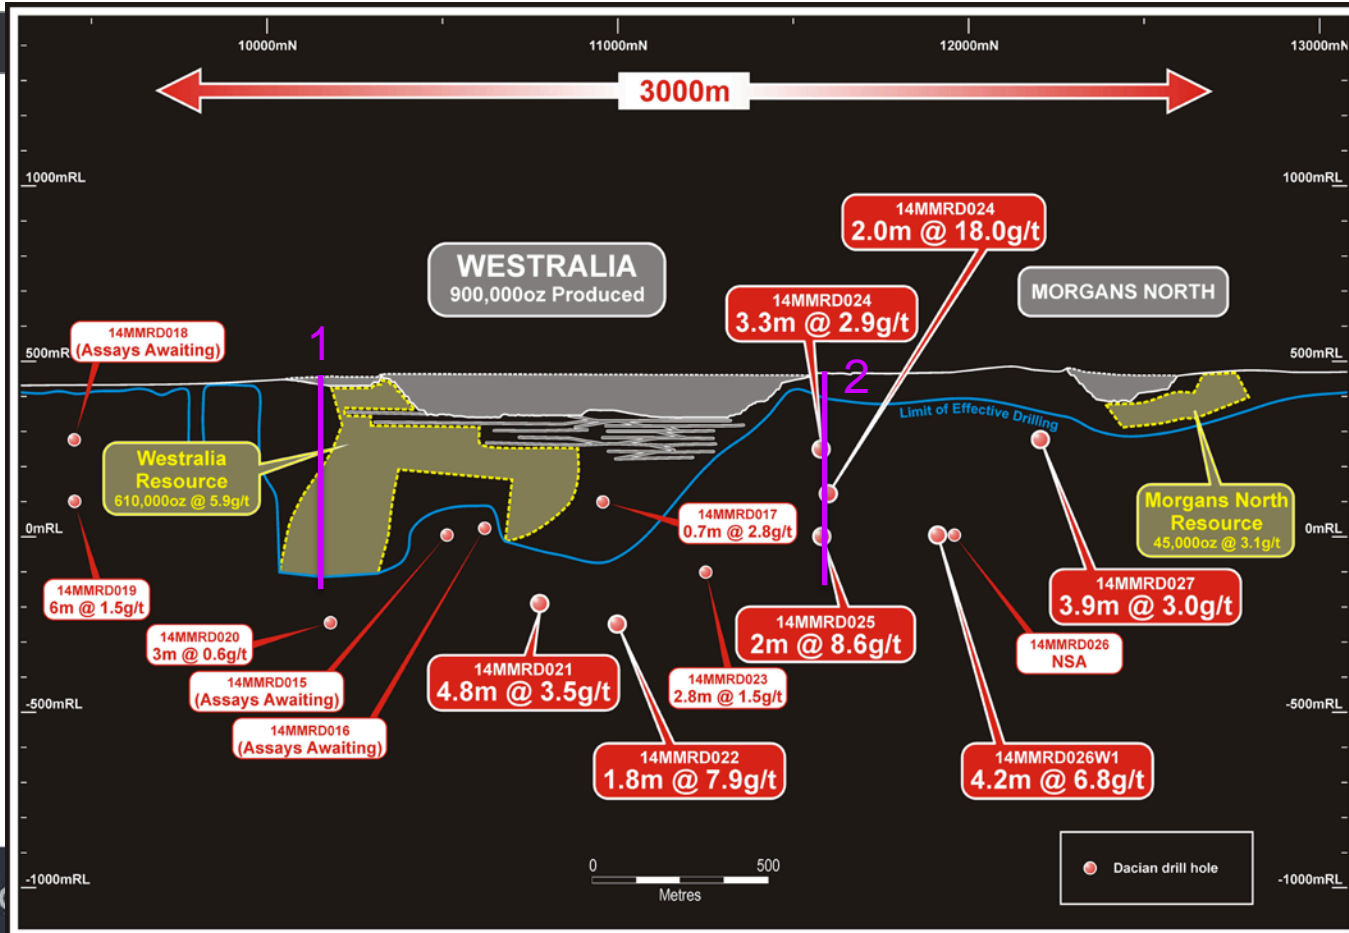 10000mN
11000mN
12000mN
13000mN
3000m
1000mRL
1000mRL
14MMRD024
2.0m @ 18.0g/t
WESTRALIA
900,000oz Produced
MORGANS NORTH
14MMRD024
3.3m @ 2.9g/t
14MMRD018
(Assays Awaiting)
1
500mRL
500mRL
2
Limit of Effective Drilling
Westralia
Resource
610,000oz @ 5.9g/t
Morgans North
Resource
45,000oz @ 3.1g/t
14MMRD017
0.7m @ 2.8g/t
0mRL
0mRL
14MMRD019
6m @ 1.5g/t
14MMRD027
3.9m @ 3.0g/t
14MMRD020
3m @ 0.6g/t
14MMRD025
2m @ 8.6g/t
14MMRD026
NSA
14MMRD021
4.8m @ 3.5g/t
14MMRD023
2.8m @ 1.5g/t
14MMRD015
(Assays Awaiting)
-500mRL
-500mRL
14MMRD016
(Assays Awaiting)
14MMRD022
1.8m @ 7.9g/t
14MMRD026W1
4.2m @ 6.8g/t
0
500
Metres
Dacian drill hole
-1000mRL
-1000mRL